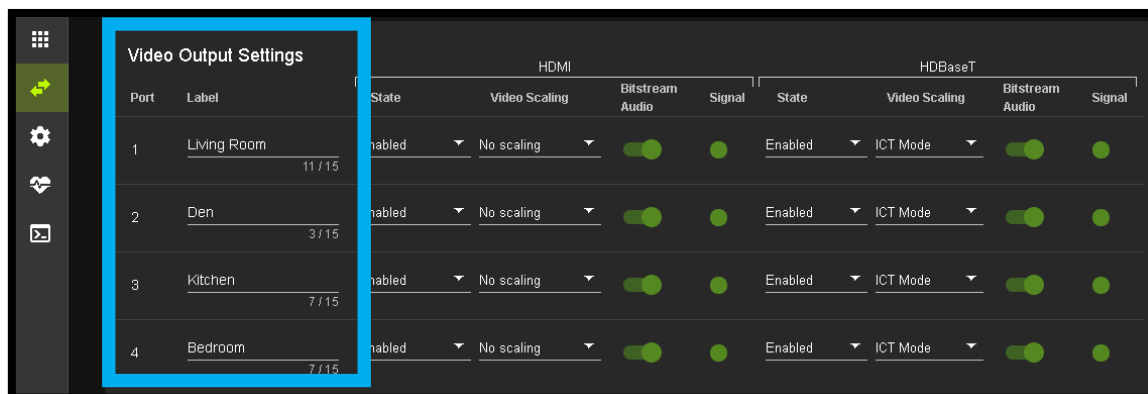 Video Output Settings
HDMI
HDBaseT
Port Label State Video Scaling Bitstream Audio Signal State Video Scaling Bitstream Audio Signal
1 Living Room nabled No scaling Enabled ICT Mode
11 / 15
2 Den nabled No scaling Enabled ICT Mode
3 / 15
3 Kitchen nabled No scaling Enabled ICT Mode
7 / 15
4 Bedroom nabled No scaling Enabled ICT Mode
7 / 15